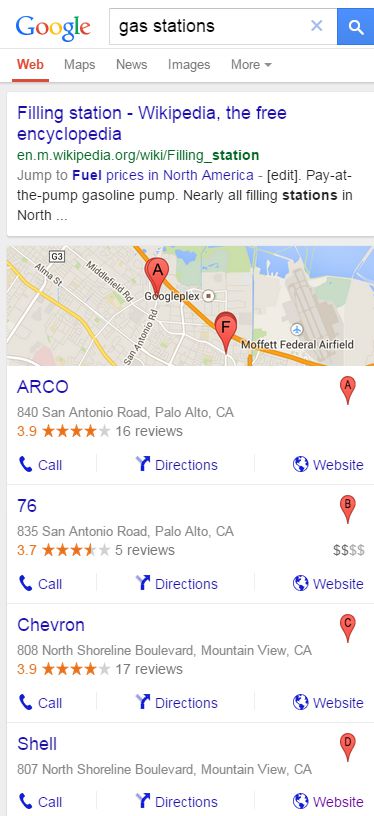 Google gas stations
Web Maps News Images More
Filling station - Wikipedia, the free
encyclopedia
en.m.wikipedia.org/wiki/Filling_station
Jump to Fuel prices in North America - [edit]. Pay-at-
the-pump gasoline pump. Nearly all filling stations in
North ...
G3
Alma St
Middlefield Rd
A
Googleplex
San Antonio Rd
F
Moffett Federal Airfield
ARCO
A
840 San Antonio Road, Palo Alto, CA
3.9 16 reviews
Call Directions Website
76
B
835 San Antonio Road, Palo Alto, CA
3.7 5 reviews $$$$
Call Directions Website
Chevron
C
808 North Shoreline Boulevard, Mountain View, CA
3.9 17 reviews
Call Directions Website
Shell
D
807 North Shoreline Boulevard, Mountain View, CA
Call Directions Website